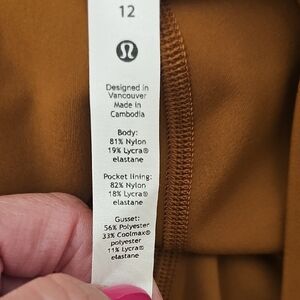 12
Designed in
Vancouver
Made in
Cambodia
Body:
81% Nylon
19% Lycra®
elastane
Pocket lining:
82% Nylon
18% Lycra®
elastane
Gusset:
56% Polyester
33% Coolmax®
polyester
11% Lycra®
elastane